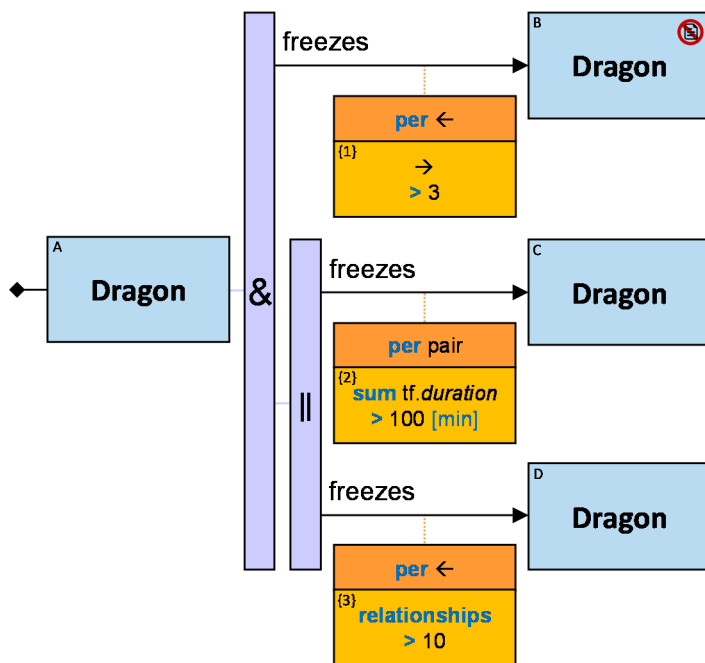 freezes
B
Dragon
per ←
{1}
→
> 3
A
Dragon
&
freezes
C
Dragon
per pair
{2}
sum tf.duration
> 100 [min]
||
freezes
D
Dragon
per ←
{3}
relationships
> 10